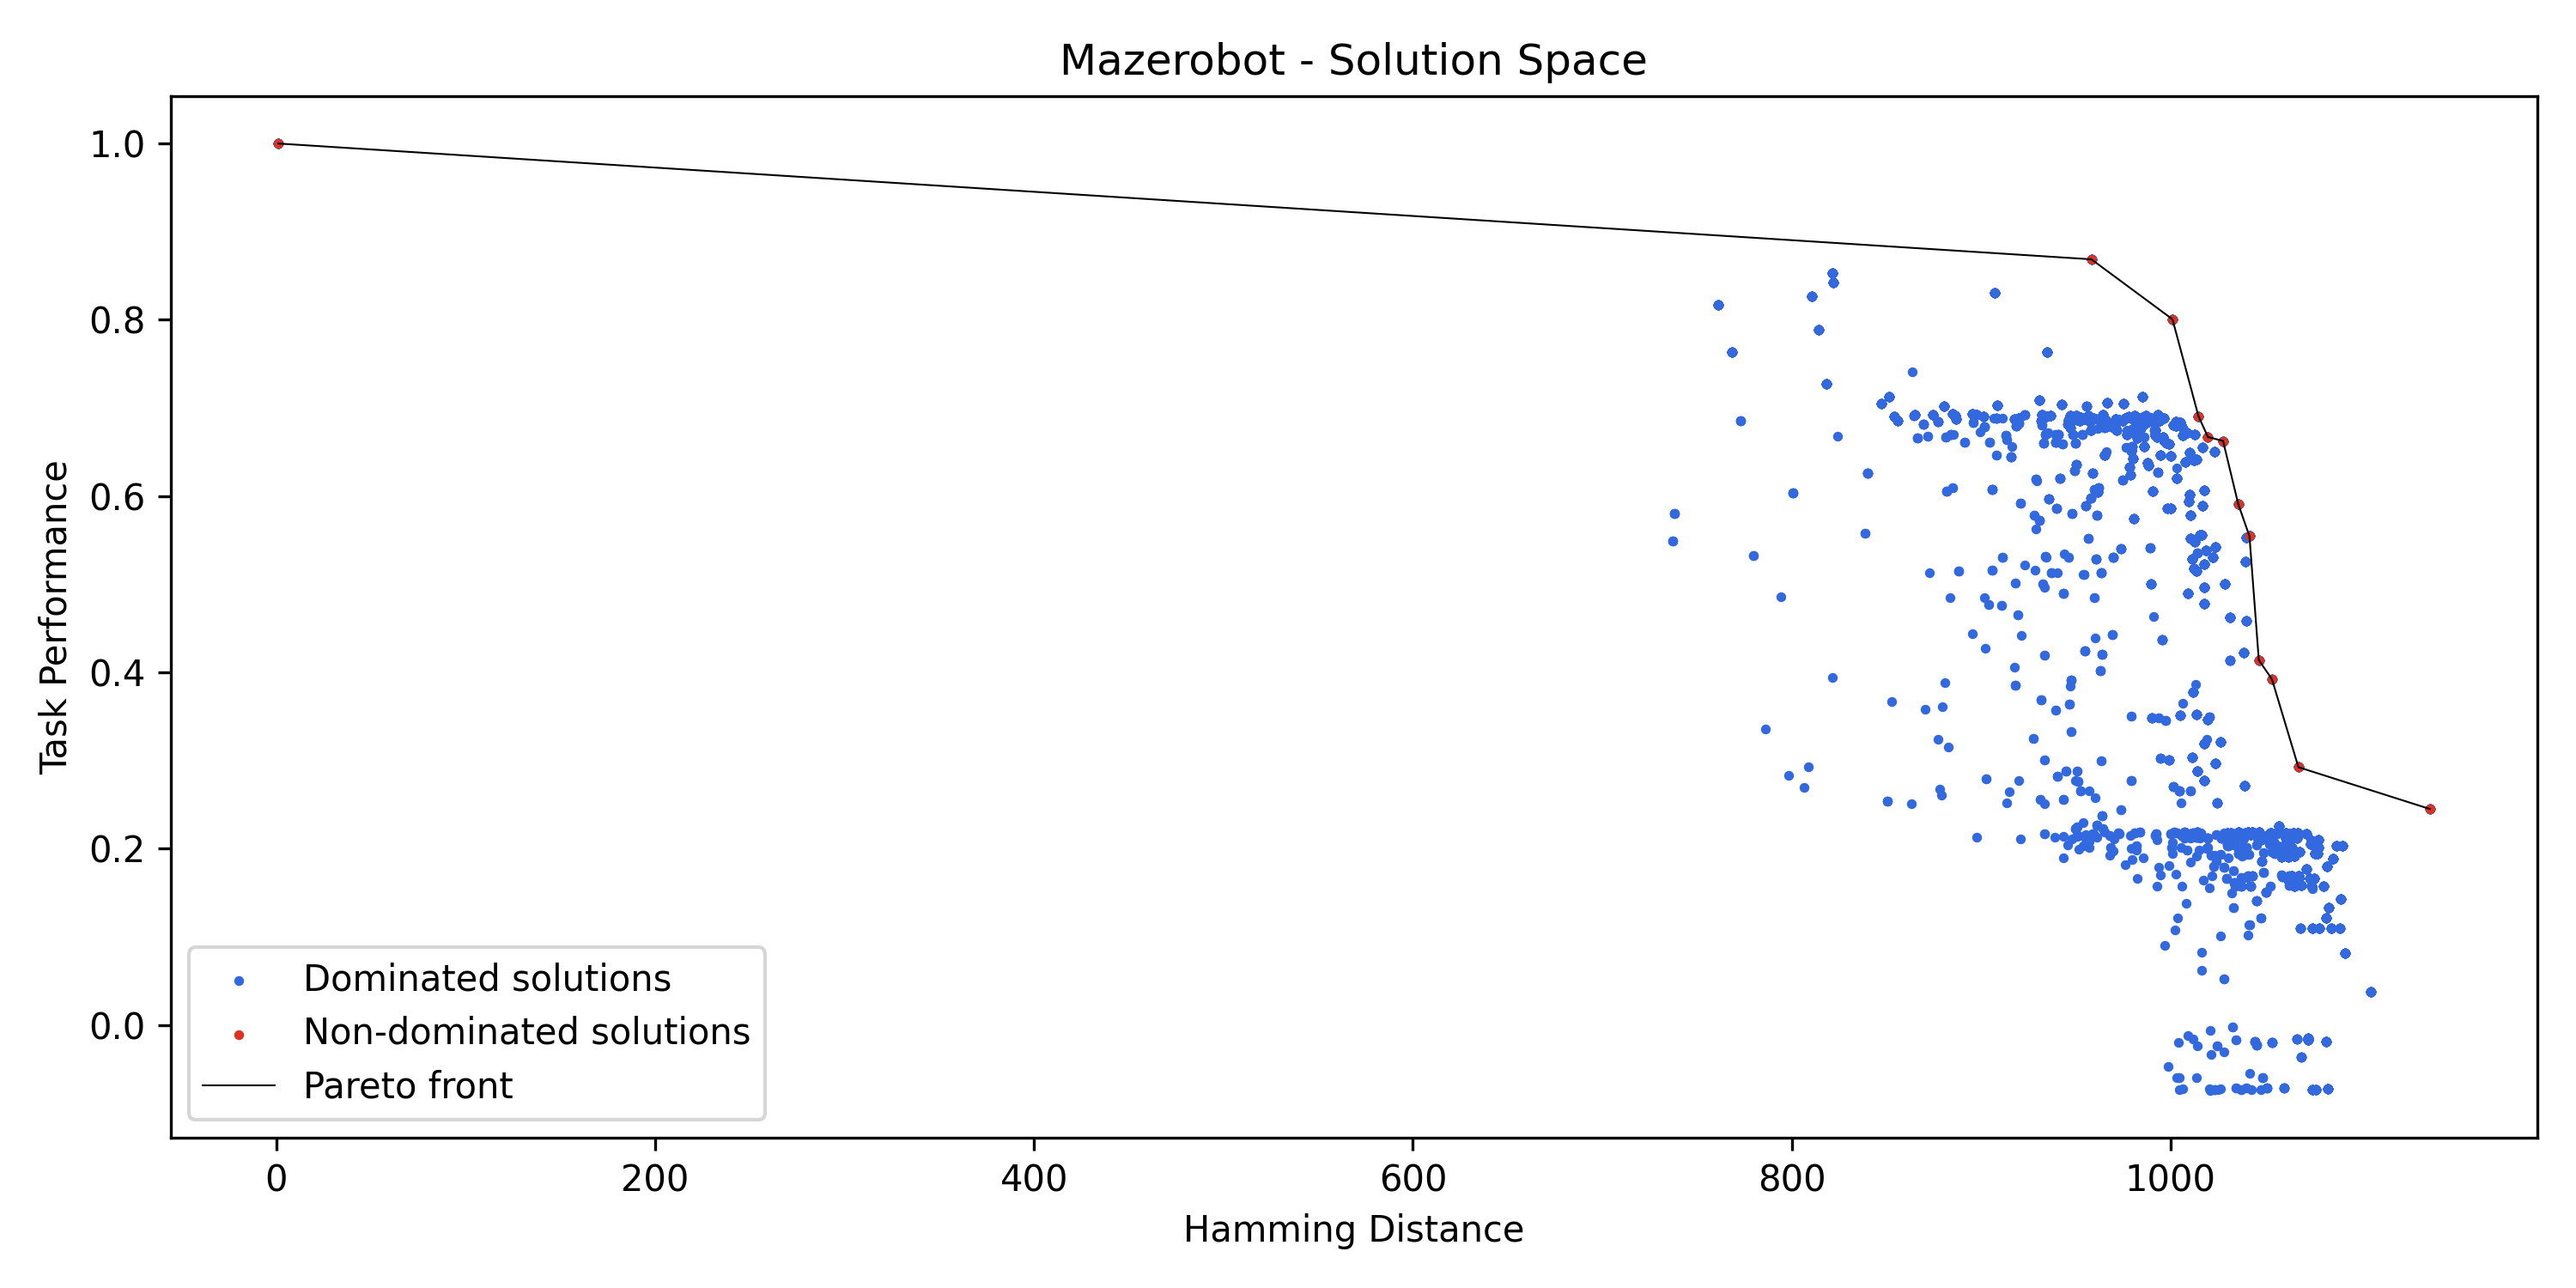 Mazerobot - Solution Space
1.0
0.8
0.6
0.4
0.2
0.0
Task Performance
Dominated solutions
Non-dominated solutions
Pareto front
0 200 400 600 800 1000
Hamming Distance